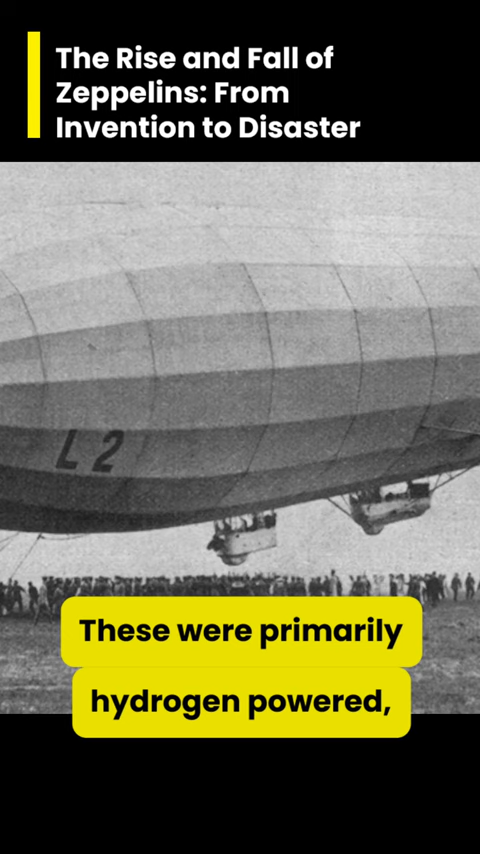 The Rise and Fall of
Zeppelins: From
Invention to Disaster
L 2
These were primarily
hydrogen powered,